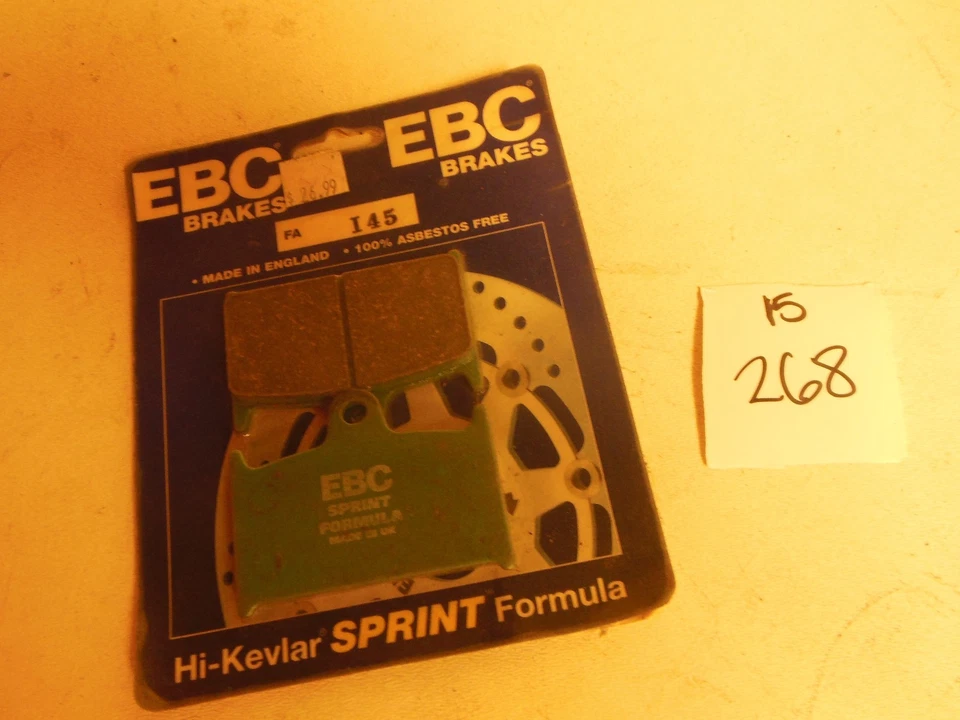 EBC
BRAKES
EBC
BRAKES
$ 26.99
FA 145
• MADE IN ENGLAND • 100% ASBESTOS FREE
EBC
SPRINT
FORMULA
MADE IN UK
Hi-Kevlar SPRINT Formula
15
268